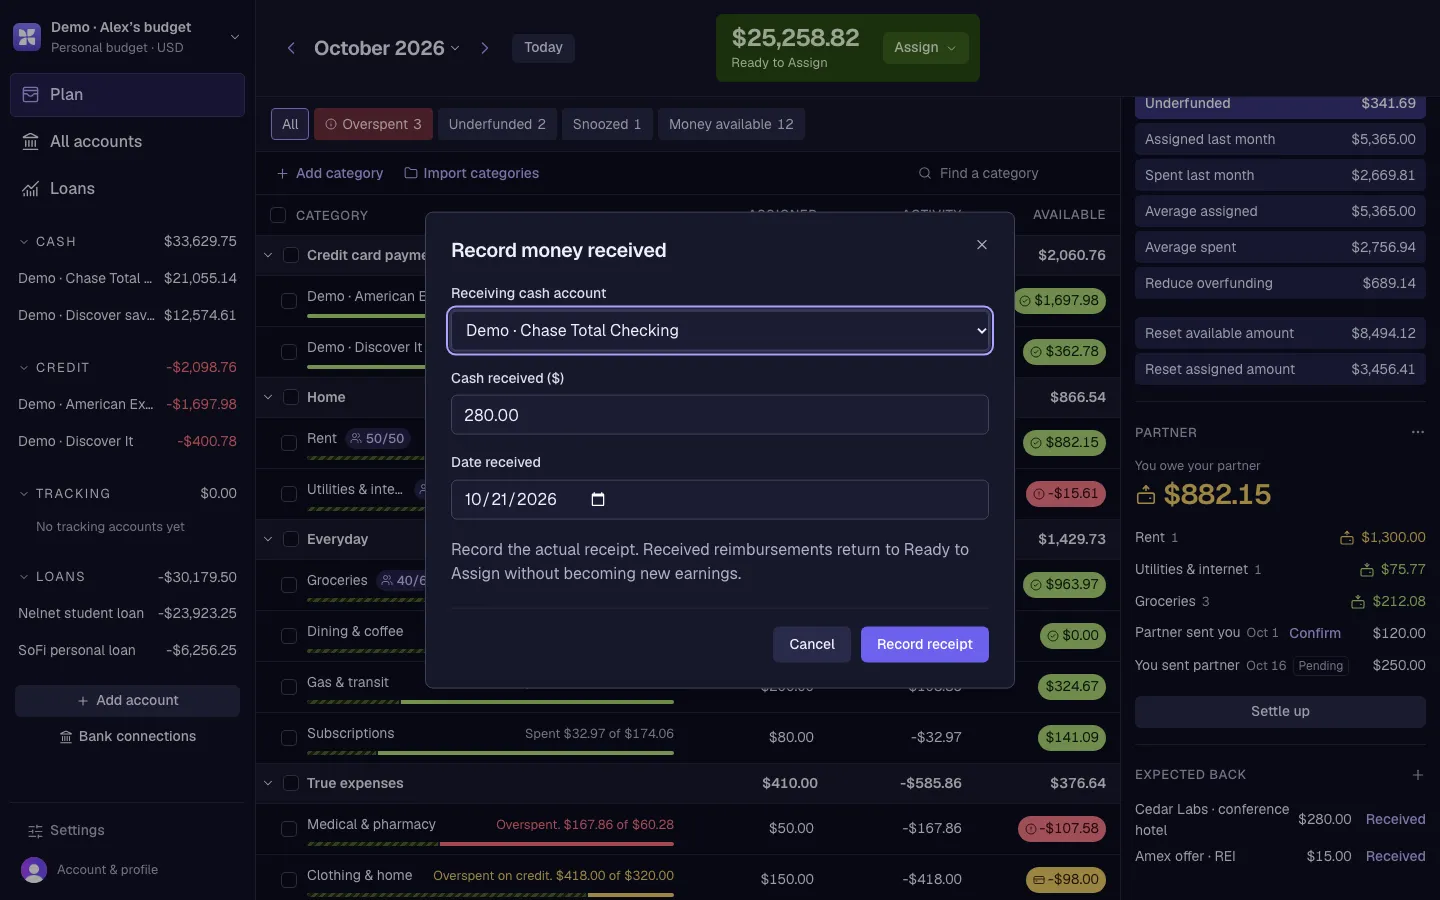 Demo · Alex's budget
Personal budget · USD
Plan
All accounts
Loans
CASH $33,629.75
Demo · Chase Total ... $21,055.14
Demo · Discover sav... $12,574.61
CREDIT -$2,098.76
Demo · American Ex... -$1,697.98
Demo · Discover It -$400.78
TRACKING $0.00
No tracking accounts yet
LOANS -$30,179.50
Nelnet student loan -$23,923.25
SoFi personal loan -$6,256.25
+ Add account
Bank connections
Settings
Account & profile
October 2026
Today
$25,258.82
Ready to Assign
Assign
All
Overspent 3
Underfunded 2
Snoozed 1
Money available 12
+ Add category
Import categories
Find a category
CATEGORY ASSIGNED ACTIVITY AVAILABLE
Credit card payme $2,060.76
Demo · American E $1,697.98
Demo · Discover It $362.78
Home $866.54
Rent 50/50 $882.15
Utilities & inte... -$15.61
Everyday $1,429.73
Groceries 40/6 $963.97
Dining & coffee $0.00
Gas & transit $324.67
Subscriptions Spent $32.97 of $174.06 $80.00 -$32.97 $141.09
True expenses $410.00 -$585.86 $376.64
Medical & pharmacy Overspent. $167.86 of $60.28 $50.00 -$167.86 -$107.58
Clothing & home Overspent on credit. $418.00 of $320.00 $150.00 -$418.00 -$98.00
Record money received
Receiving cash account
Demo · Chase Total Checking
Cash received ($)
280.00
Date received
10/21/2026
Record the actual receipt. Received reimbursements return to Ready to
Assign without becoming new earnings.
Cancel
Record receipt
Underfunded $341.69
Assigned last month $5,365.00
Spent last month $2,669.81
Average assigned $5,365.00
Average spent $2,756.94
Reduce overfunding $689.14
Reset available amount $8,494.12
Reset assigned amount $3,456.41
PARTNER
You owe your partner
$882.15
Rent 1 $1,300.00
Utilities & internet 1 $75.77
Groceries 3 $212.08
Partner sent you Oct 1 Confirm $120.00
You sent partner Oct 16 Pending $250.00
Settle up
EXPECTED BACK
Cedar Labs · conference
hotel $280.00 Received
Amex offer · REI $15.00 Received